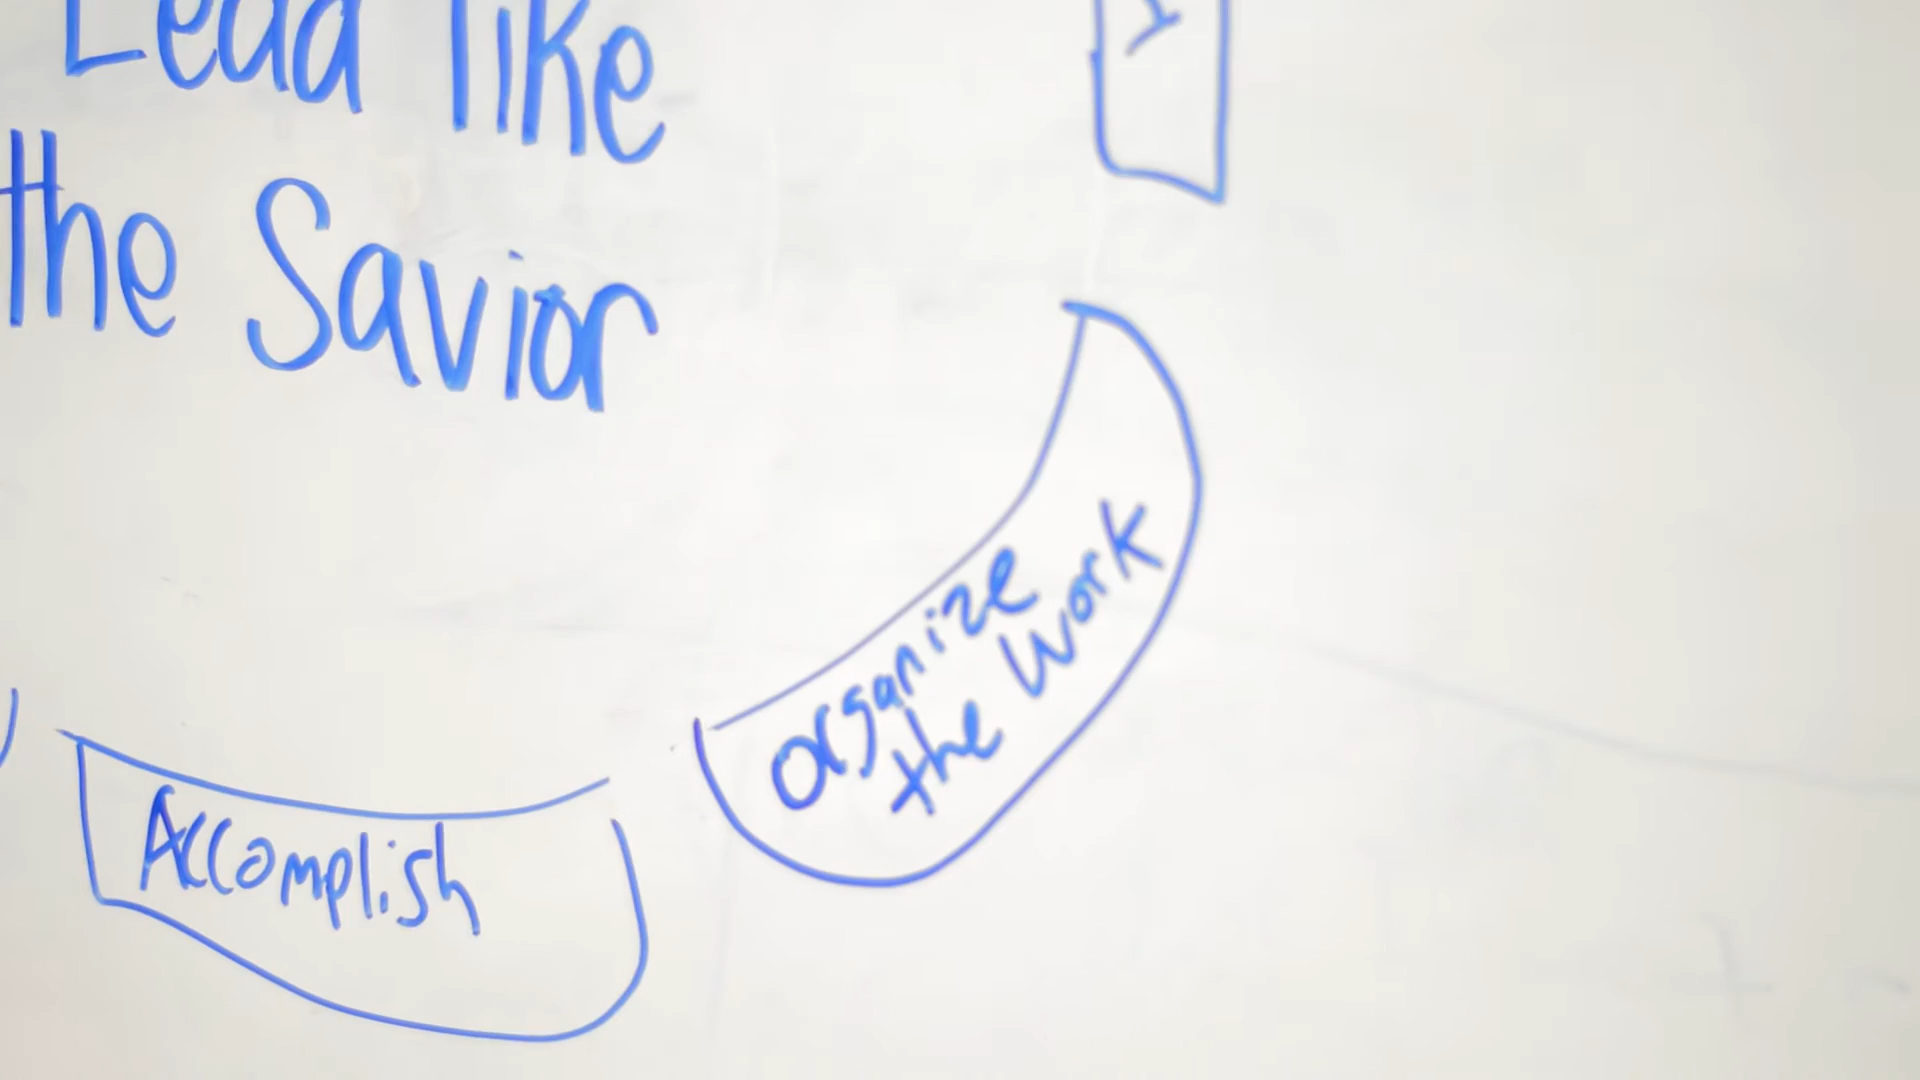 Lead like
the Savior
organize
the Work
Accomplish